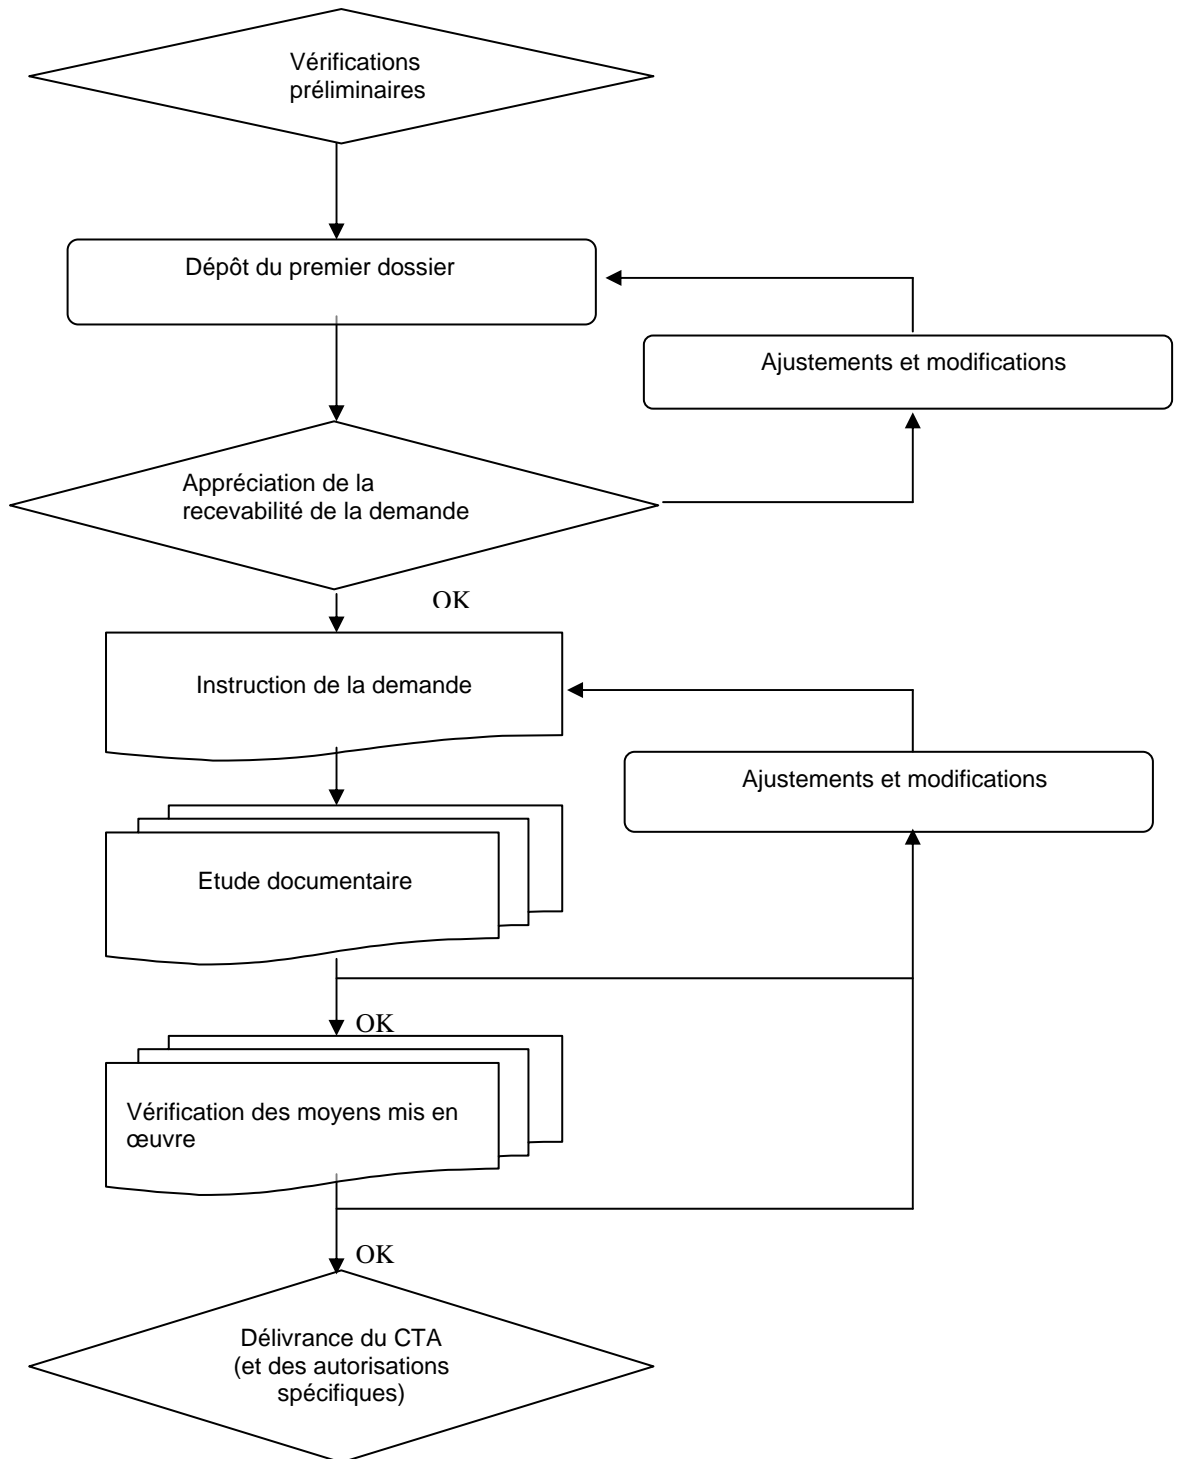 Vérifications
préliminaires
Dépôt du premier dossier
Ajustements et modifications
Appréciation de la
recevabilité de la demande
OK
Instruction de la demande
Ajustements et modifications
Etude documentaire
OK
Vérification des moyens mis en
œuvre
OK
Délivrance du CTA
(et des autorisations
spécifiques)